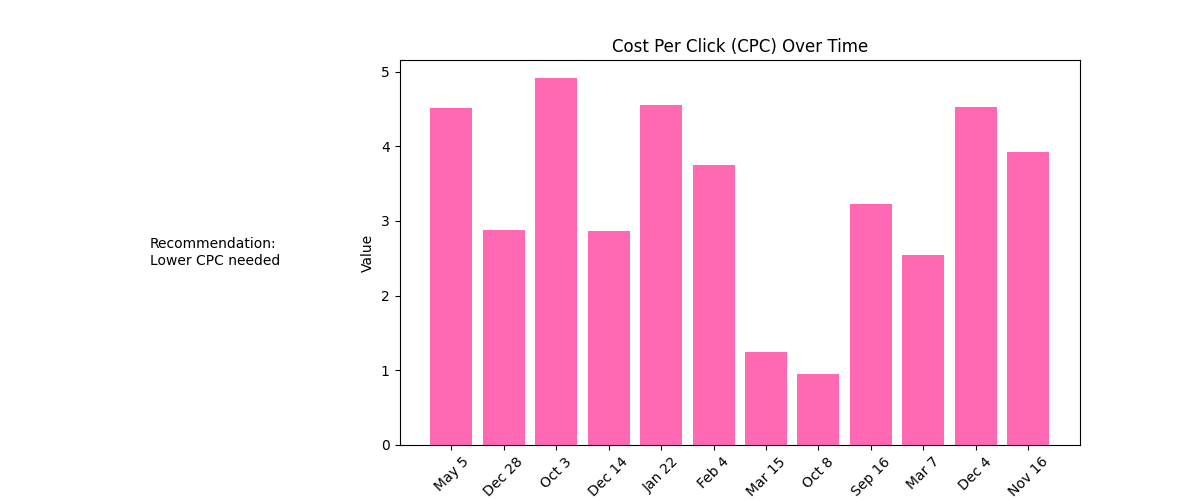 Cost Per Click (CPC) Over Time
Recommendation:
Lower CPC needed
Value
5
4
3
2
1
0
May 5
Dec 28
Oct 3
Dec 14
Jan 22
Feb 4
Mar 15
Oct 8
Sep 16
Mar 7
Dec 4
Nov 16